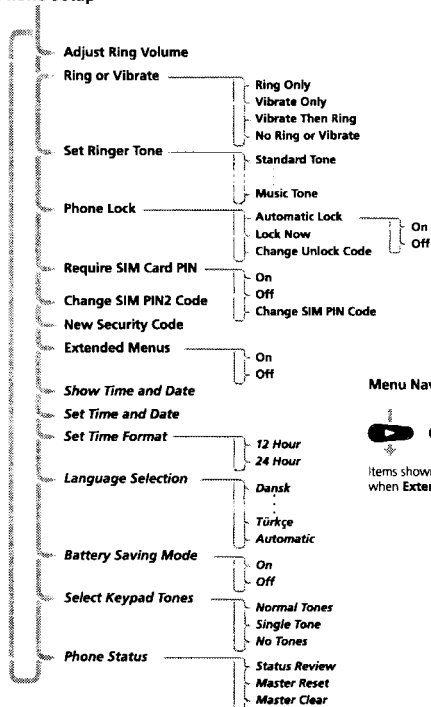 Adjust Ring Volume
Ring or Vibrate
Ring Only
Vibrate Only
Vibrate Then Ring
No Ring or Vibrate
Set Ringer Tone
Standard Tone
Music Tone
Phone Lock
Automatic Lock
On
Off
Lock Now
Change Unlock Code
Require SIM Card PIN
On
Off
Change SIM PIN Code
Change SIM PIN2 Code
New Security Code
Extended Menus
On
Off
Show Time and Date
Set Time and Date
Set Time Format
12 Hour
24 Hour
Language Selection
Dansk
Türkçe
Automatic
Battery Saving Mode
On
Off
Select Keypad Tones
Normal Tones
Single Tone
No Tones
Phone Status
Status Review
Master Reset
Master Clear
Menu Nav
Items shown
when Exten